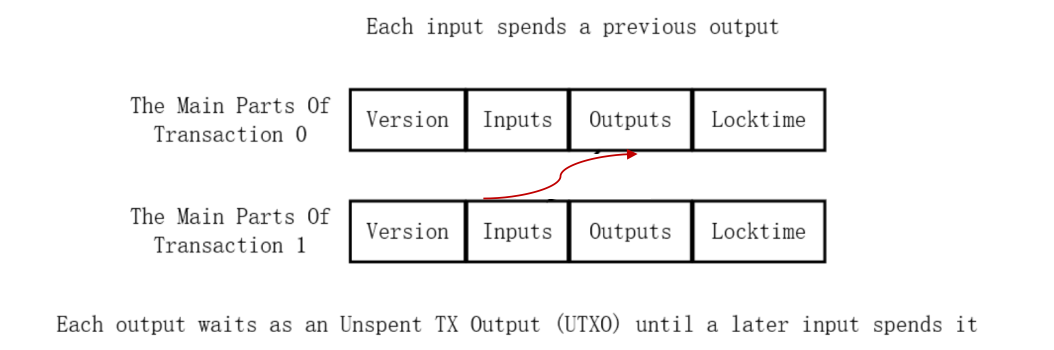 Each input spends a previous output
The Main Parts Of
Transaction 0
Version Inputs Outputs Locktime
The Main Parts Of
Transaction 1
Version Inputs Outputs Locktime
Each output waits as an Unspent TX Output (UTXO) until a later input spends it